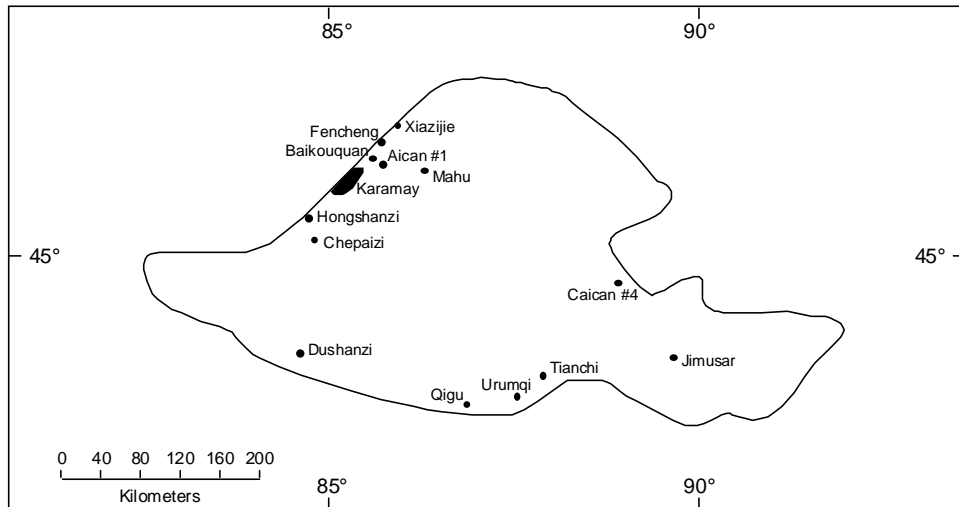 85° 90°
Xiazijie
Fencheng
Baikouquan Aican #1
Mahu
Karamay
Hongshanzi
Chepaizi
45° 45°
Caican #4
Dushanzi
Tianchi
Jimusar
Urumqi
Qigu
0 40 80 120 160 200
Kilometers
85° 90°